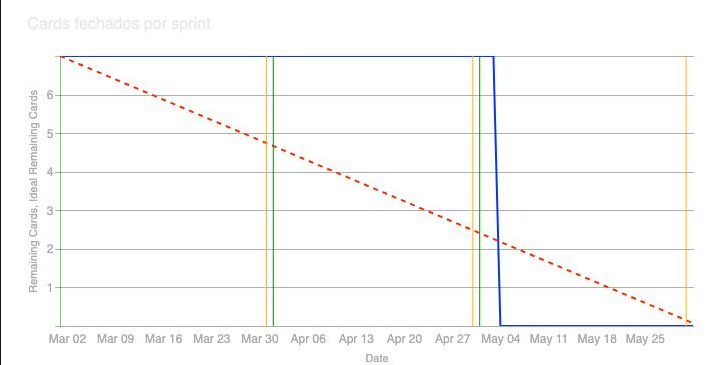 Cards fechados por sprint
Remaining Cards, Ideal Remaining Cards
6
5
4
3
2
1
Mar 02 Mar 09 Mar 16 Mar 23 Mar 30 Apr 06 Apr 13 Apr 20 Apr 27 May 04 May 11 May 18 May 25
Date